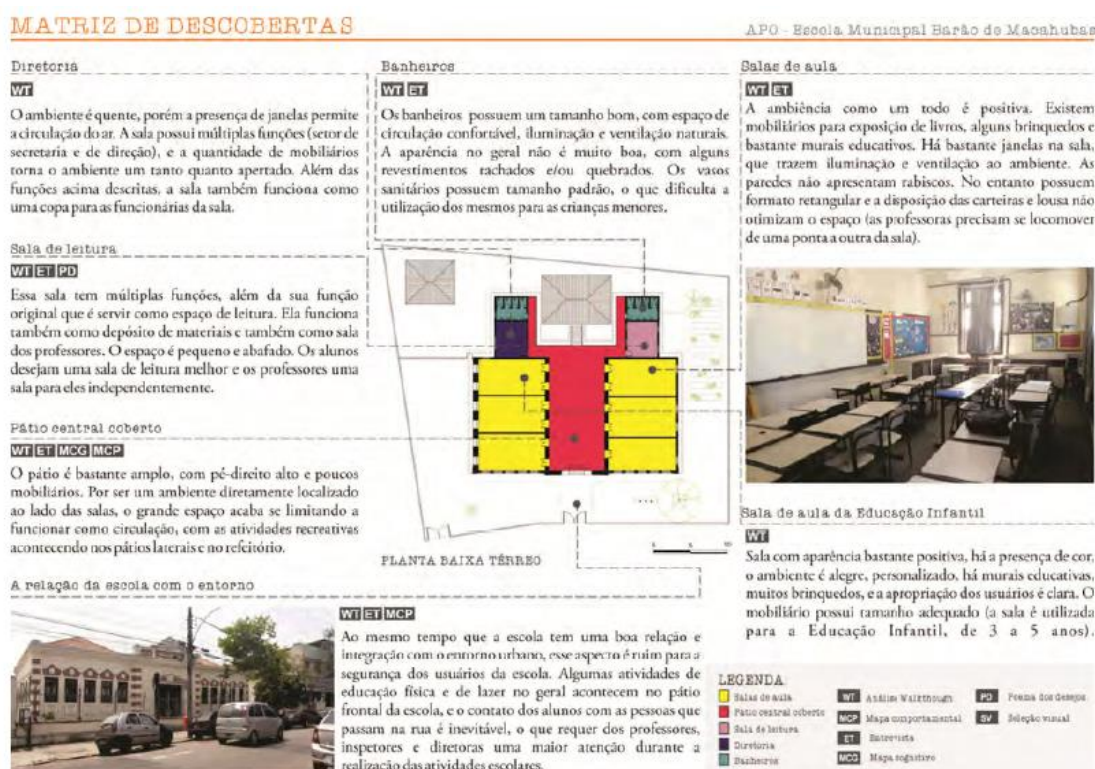 MATRIZ DE DESCOBERTAS
APO - Escola Municipal Barão de Macahubas
Diretoria
WT
O ambiente é quente, porém a presença de janelas permite
a circulação do ar. A sala possui múltiplas funções (setor de
secretaria e de direção), e a quantidade de mobiliários
torna o ambiente um tanto quanto apertado. Além das
funções acima descritas, a sala também funciona como
uma copa para as funcionárias da sala.
Sala de leitura
WT ET PD
Essa sala tem múltiplas funções, além da sua função
original que é servir como espaço de leitura. Ela funciona
também como depósito de materiais e também como sala
dos professores. O espaço é pequeno e abafado. Os alunos
desejam uma sala de leitura melhor e os professores uma
sala para eles independentemente.
Pátio central coberto
WT ET MCG MCP
O pátio é bastante amplo, com pé-direito alto e poucos
mobiliários. Por ser um ambiente diretamente localizado
ao lado das salas, o grande espaço acaba se limitando a
funcionar como circulação, com as atividades recreativas
acontecendo nos pátios laterais e no refeitório.
A relação da escola com o entorno
Banheiros
WT ET
Os banheiros possuem um tamanho bom, com espaço de
circulação confortável, iluminação e ventilação naturais.
A aparência no geral não é muito boa, com alguns
revestimentos rachados e/ou quebrados. Os vasos
sanitários possuem tamanho padrão, o que dificulta a
utilização dos mesmos para as crianças menores.
PLANTA BAIXA TÉRREO
WT ET MCP
Ao mesmo tempo que a escola tem uma boa relação e
integração com o entorno urbano, esse aspecto é ruim para a
segurança dos usuários da escola. Algumas atividades de
educação física e de lazer no geral acontecem no pátio
frontal da escola, e o contato dos alunos com as pessoas que
passam na rua é inevitável, o que requer dos professores,
inspetores e diretoras uma maior atenção durante a
realização das atividades escolares.
Salas de aula
WT ET
A ambiência como um todo é positiva. Existem
mobiliários para exposição de livros, alguns brinquedos e
bastante murais educativos. Há bastante janelas na sala,
que trazem iluminação e ventilação ao ambiente. As
paredes não apresentam rabiscos. No entanto possuem
formato retangular e a disposição das carteiras e lousa não
otimizam o espaço (as professoras precisam se locomover
de uma ponta a outra da sala).
Sala de aula da Educação Infantil
WT
Sala com aparência bastante positiva, há a presença de cor,
o ambiente é alegre, personalizado, há murais educativas,
muitos brinquedos, e a apropriação dos usuários é clara. O
mobiliário possui tamanho adequado (a sala é utilizada
para a Educação Infantil, de 3 a 5 anos).
LEGENDA
Salas de aula
Pátio central coberto
Sala de leitura
Diretoria
Banheiros
WT Análise Walkthough
MCP Mapa comportamental
ET Entrevista
MCG Mapa cognitivo
PD Poema dos desejos
SV Seleção visual